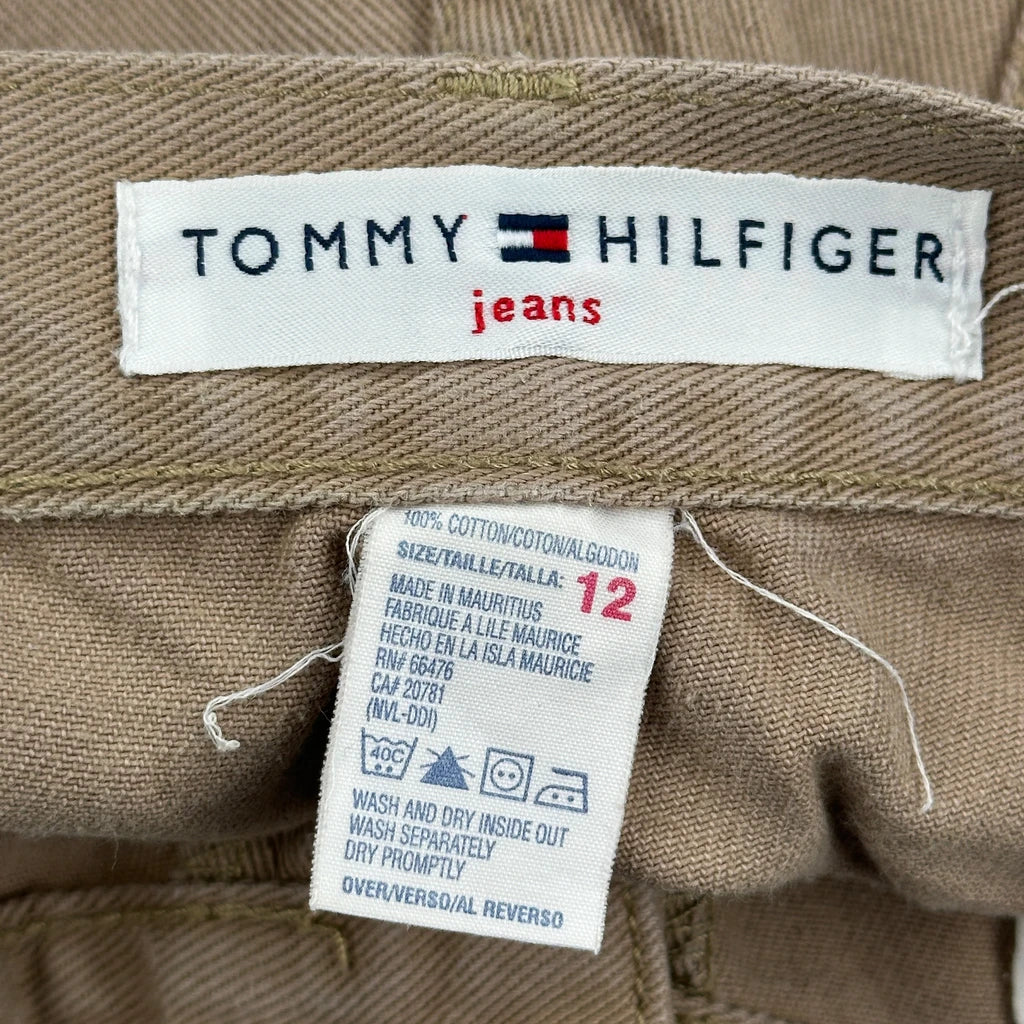 TOMMY HILFIGER
jeans
100% COTTON/COTON/ALGODON
SIZE/TAILLE/TALLA: 12
MADE IN MAURITIUS
FABRIQUE A LILE MAURICE
HECHO EN LA ISLA MAURICIE
RN# 66476
CA# 20781
(NVL-DDI)
40C
WASH AND DRY INSIDE OUT
WASH SEPARATELY
DRY PROMPTLY
OVER/VERSO/AL REVERSO